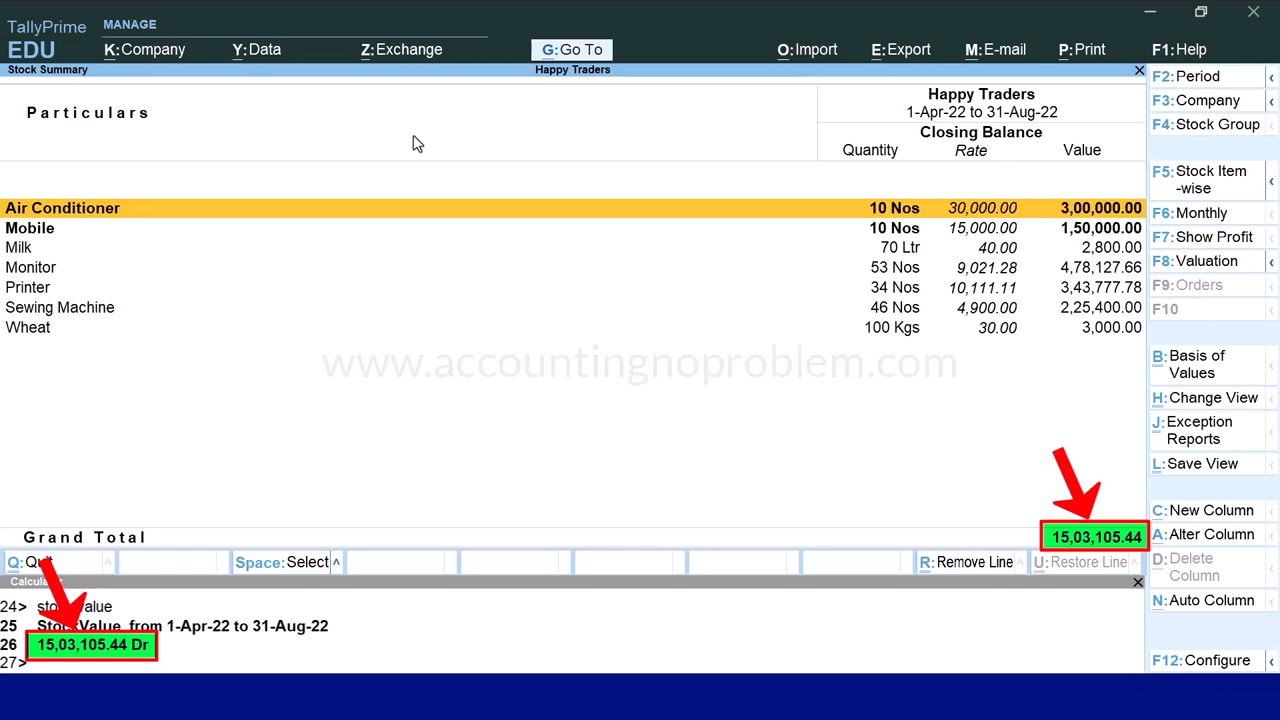 TallyPrime
MANAGE
EDU
K:Company
Y:Data
Z:Exchange
G:Go To
O:Import
E:Export
M:E-mail
P:Print
F1:Help
Stock Summary
Happy Traders
Particulars
Happy Traders
1-Apr-22 to 31-Aug-22
Closing Balance
Quantity Rate Value
Air Conditioner 10 Nos 30,000.00 3,00,000.00
Mobile 10 Nos 15,000.00 1,50,000.00
Milk 70 Ltr 40.00 2,800.00
Monitor 53 Nos 9,021.28 4,78,127.66
Printer 34 Nos 10,111.11 3,43,777.78
Sewing Machine 46 Nos 4,900.00 2,25,400.00
Wheat 100 Kgs 30.00 3,000.00
www.accountingnoproblem.com
Grand Total 15,03,105.44
Q: Space:Select R:Remove Line U:Restore Line
24>
25 from 1-Apr-22 to 31-Aug-22
26 15,03,105.44 Dr
27>
F2:Period
F3:Company
F4:Stock Group
F5:Stock Item
-wise
F6:Monthly
F7:Show Profit
F8:Valuation
F9:Orders
F10
B:Basis of
Values
H:Change View
J:Exception
Reports
L:Save View
C:New Column
A:Alter Column
D:Delete
Column
N:Auto Column
F12:Configure